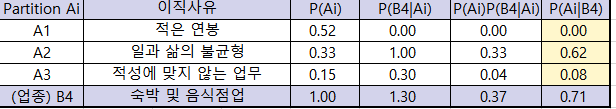 Partition Ai 이직사유 P(Ai) P(B4|Ai) P(Ai)P(B4|Ai) P(Ai|B4)
A1 적은 연봉 0.52 0.00 0.00 0.00
A2 일과 삶의 불균형 0.33 1.00 0.33 0.62
A3 적성에 맞지 않는 업무 0.15 0.30 0.04 0.08
(업종) B4 숙박 및 음식점업 1.00 1.30 0.37 0.71